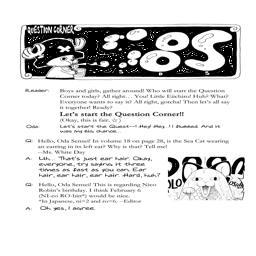 QUESTION CORNER
SBS
Reader: Boys and girls, gather around! Who will start the Question
Corner today? All right… You! Little Eiichiro! Huh? What?
Everyone wants to say it? All right, gotcha! Then let's all say
it together! Ready?
Let's start the Question Corner!!
(Okay, this is fair, ☆)
Oda: Let's start the Quest--! Hey! Hey..! I flubbed. And it
was my big chance...
Q: Hello, Oda Sensei! In volume 18 on page 28, is the Sea Cat wearing
an earring in its left ear? Why is that? Tell me!
--Ms. White Day
A: Uh... That's just ear hair. Okay,
everyone, try saying it three
times as fast as you can. Ear
hair, ear hair, ear hair. Hard, huh?
Q: Hello, Oda Sensei! This is regarding Nico
Robin's birthday. I think February 6
(NI-co RO-bin*) would be nice.
*In Japanese, ni=2 and ro=6.--Editor
A: Oh yes, I agree.